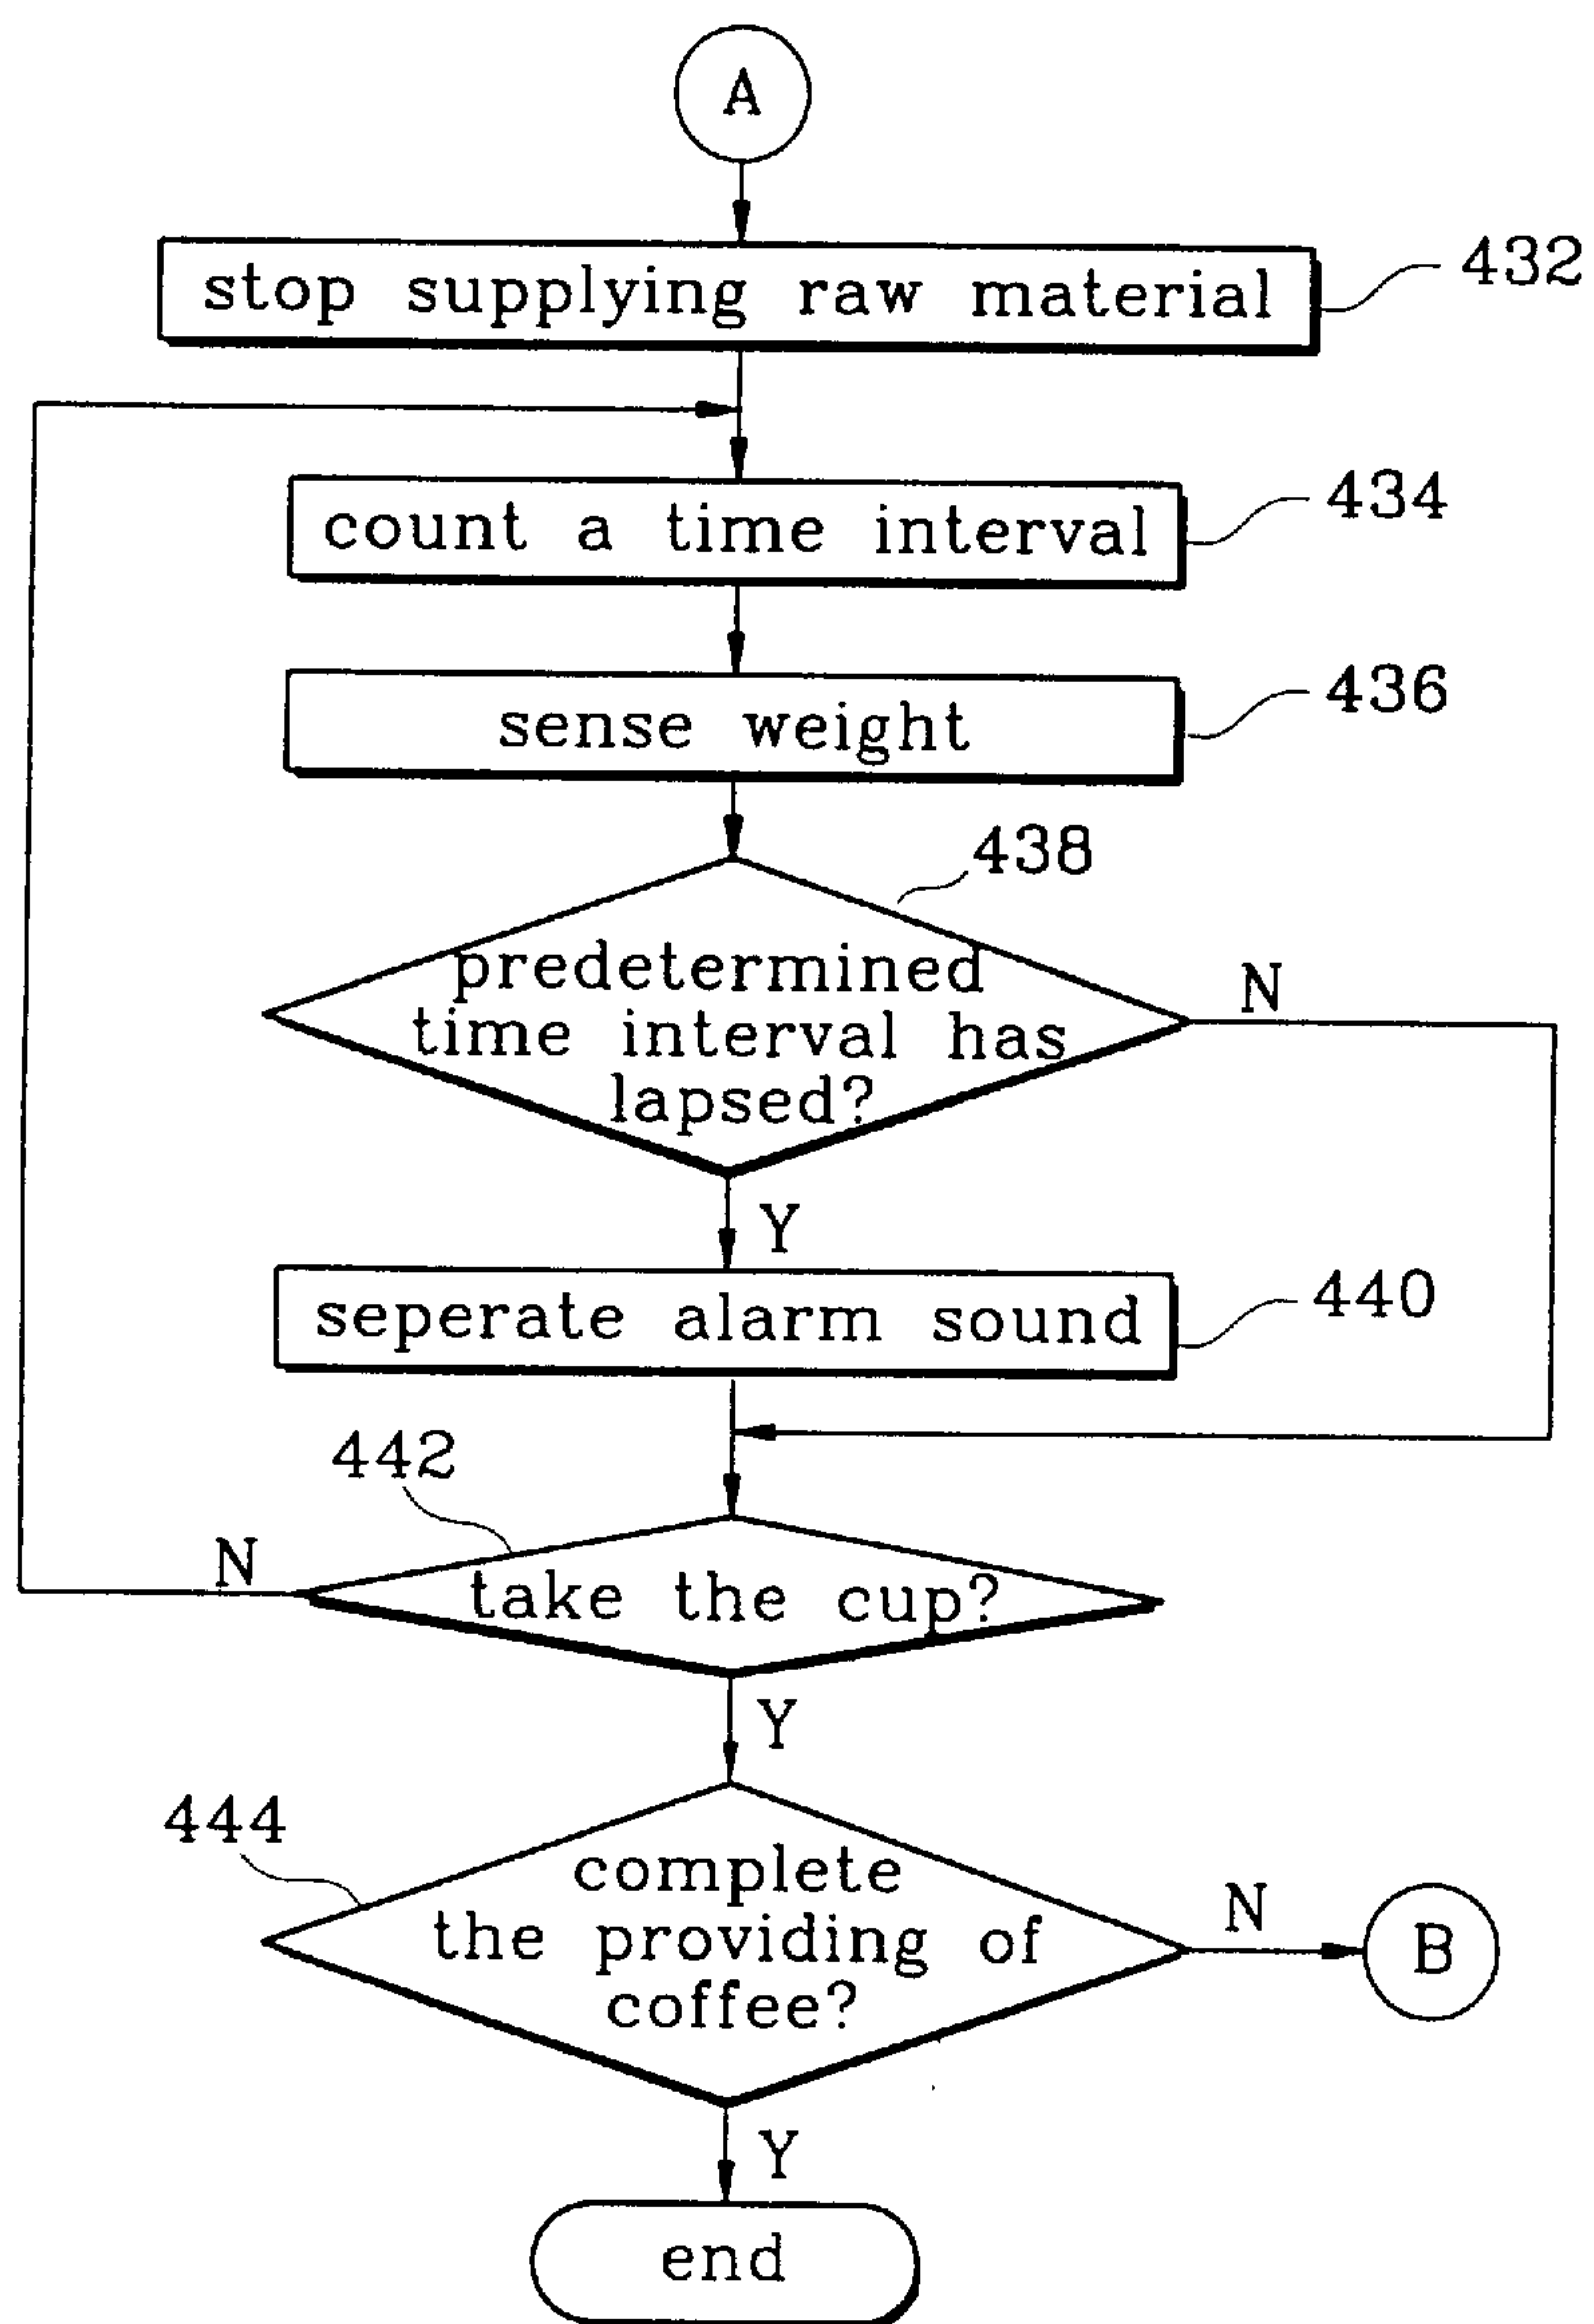 A
stop supplying raw material
432
count a time interval
434
sense weight
436
438
predetermined
time interval has
lapsed?
N
Y
seperate alarm sound
440
442
N
take the cup?
Y
444
complete
the providing of
coffee?
N
B
Y
end